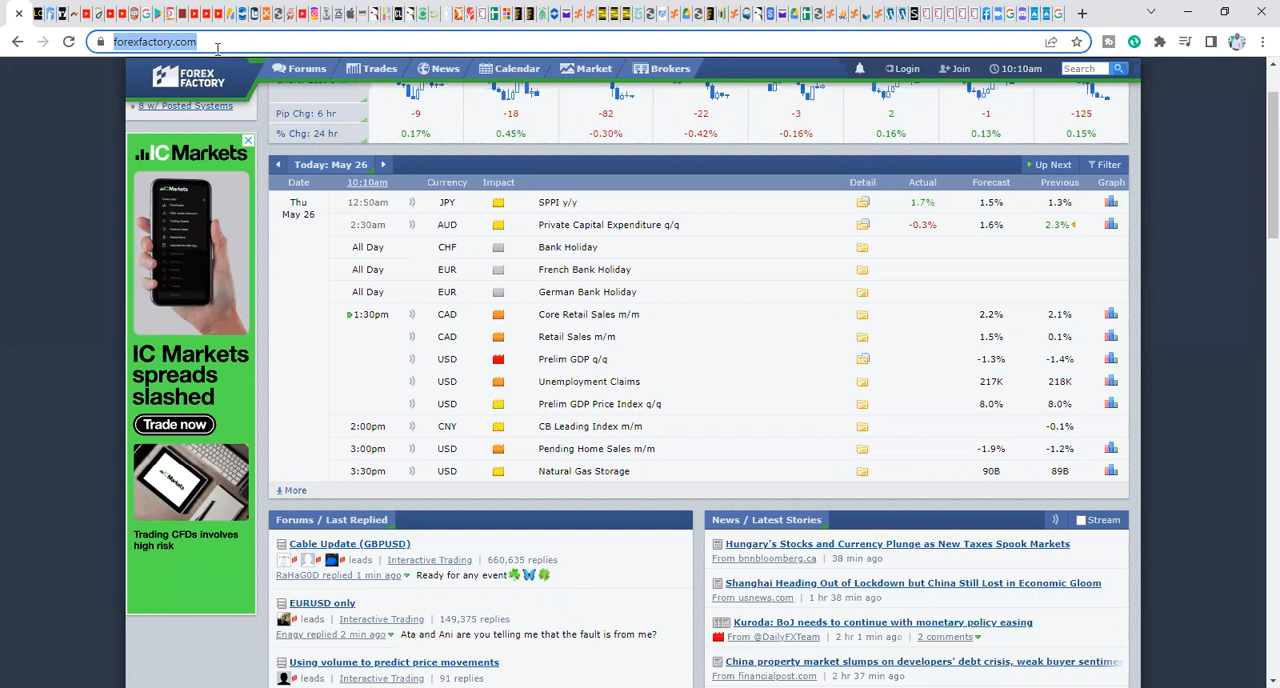 forexfactory.com
FOREX FACTORY
Forums
Trades
News
Calendar
Market
Brokers
Login
Join
10:10am
Search
8 w/ Posted Systems
Pip Chg: 6 hr -9 -18 -82 -22 -3 2 -1 -125
% Chg: 24 hr 0.17% 0.45% -0.30% -0.42% -0.16% 0.16% 0.13% 0.15%
Today: May 26 Up Next Filter
Date 10:10am Currency Impact Detail Actual Forecast Previous Graph
Thu May 26 12:50am JPY SPPI y/y 1.7% 1.5% 1.3%
2:30am AUD Private Capital Expenditure q/q -0.3% 1.6% 2.3%
All Day CHF Bank Holiday
All Day EUR French Bank Holiday
All Day EUR German Bank Holiday
1:30pm CAD Core Retail Sales m/m 2.2% 2.1%
CAD Retail Sales m/m 1.5% 0.1%
USD Prelim GDP q/q -1.3% -1.4%
USD Unemployment Claims 217K 218K
USD Prelim GDP Price Index q/q 8.0% 8.0%
2:00pm CNY CB Leading Index m/m -0.1%
3:00pm USD Pending Home Sales m/m -1.9% -1.2%
3:30pm USD Natural Gas Storage 90B 89B
More
IC Markets
IC Markets
spreads
slashed
Trade now
Trading CFDs involves
high risk
Forums / Last Replied
Cable Update (GBPUSD)
leads | Interactive Trading | 660,635 replies
RaHaG0D replied 1 min ago Ready for any event
EURUSD only
leads | Interactive Trading | 149,375 replies
Enagy replied 2 min ago Ata and Ani are you telling me that the fault is from me?
Using volume to predict price movements
leads | Interactive Trading | 91 replies
News / Latest Stories Stream
Hungary's Stocks and Currency Plunge as New Taxes Spook Markets
From bnnbloomberg.ca | 38 min ago
Shanghai Heading Out of Lockdown but China Still Lost in Economic Gloom
From usnews.com | 1 hr 38 min ago
Kuroda: BoJ needs to continue with monetary policy easing
From @DailyFXTeam | 2 hr 1 min ago | 2 comments
China property market slumps on developers' debt crisis, weak buyer sentime
From financialpost.com | 2 hr 37 min ago